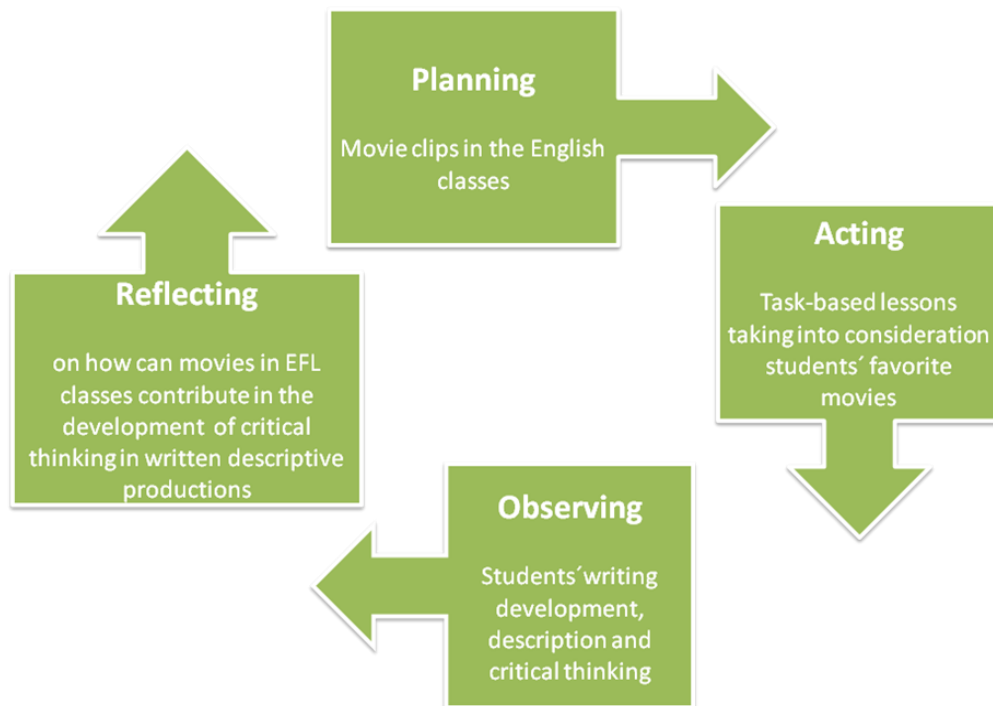 Planning
Movie clips in the English
classes
Acting
Task-based lessons
taking into consideration
students´ favorite
movies
Observing
Students´writing
development,
description and
critical thinking
Reflecting
on how can movies in EFL
classes contribute in the
development of critical
thinking in written descriptive
productions